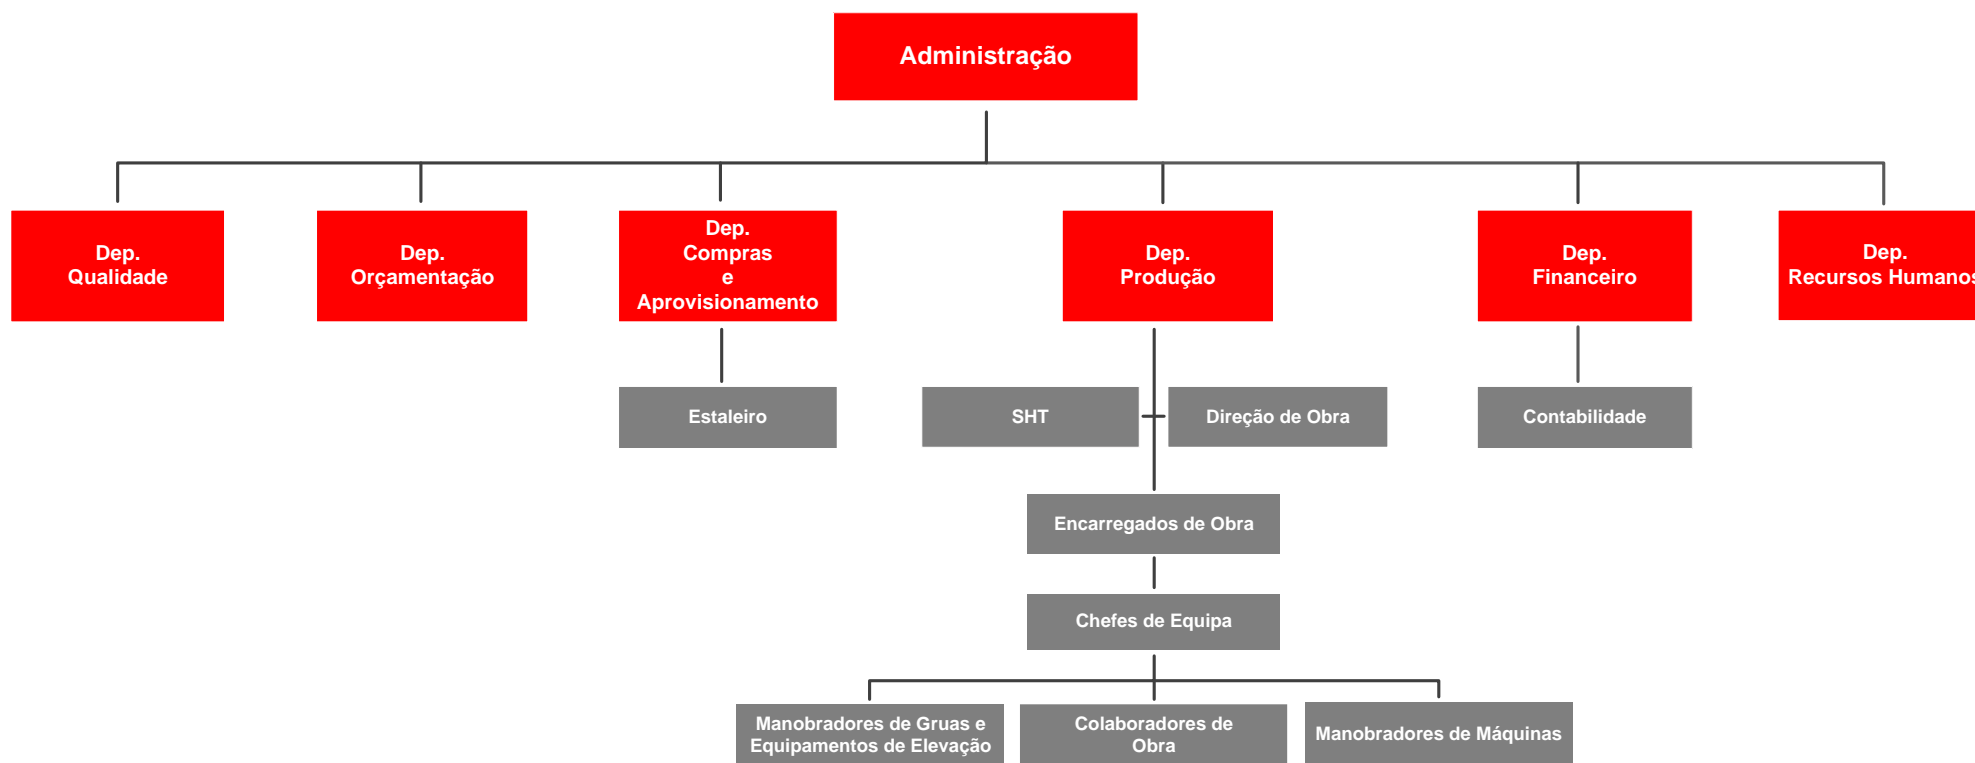 Administração
Dep.
Qualidade
Dep.
Orçamentação
Dep.
Compras
e
Aprovisionamento
Dep.
Produção
Dep.
Financeiro
Dep.
Recursos Humanos
Estaleiro
SHT
Direção de Obra
Contabilidade
Encarregados de Obra
Chefes de Equipa
Manobradores de Gruas e
Equipamentos de Elevação
Colaboradores de
Obra
Manobradores de Máquinas